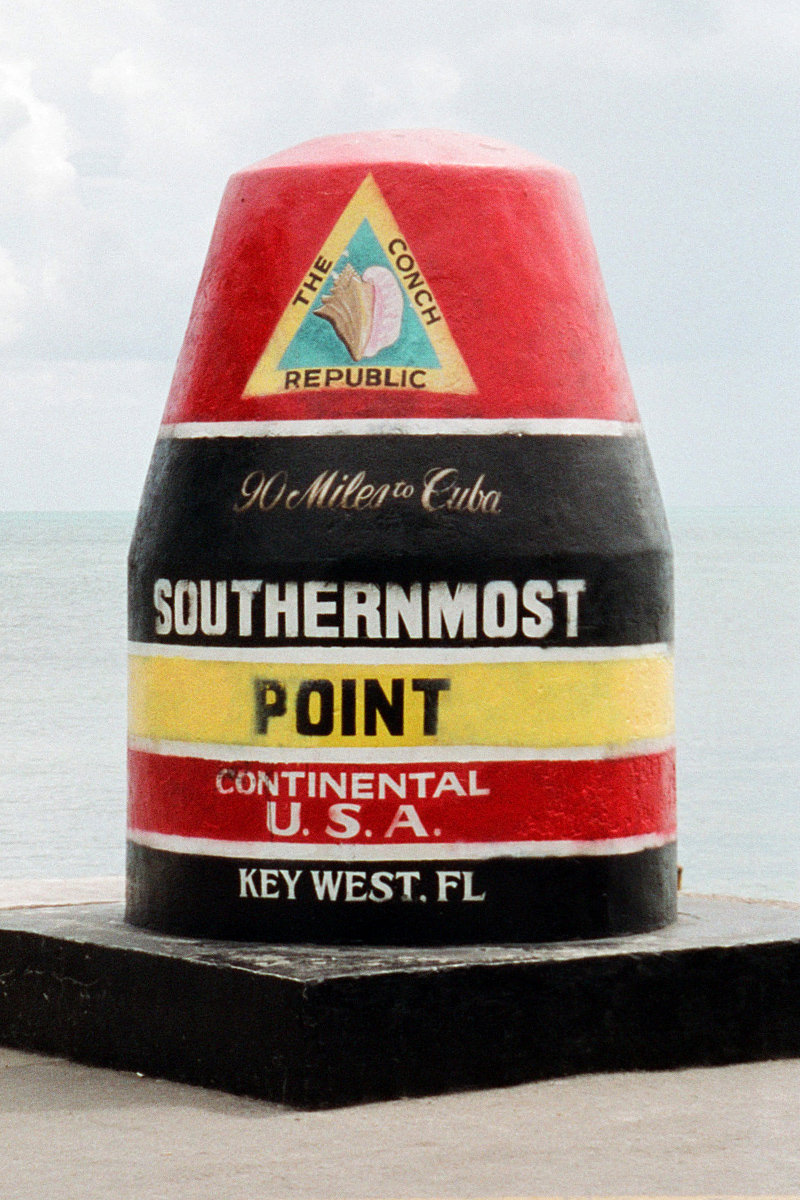 THE CONCH
REPUBLIC
90 Miles to Cuba
SOUTHERNMOST
POINT
CONTINENTAL
U.S.A.
KEY WEST, FL